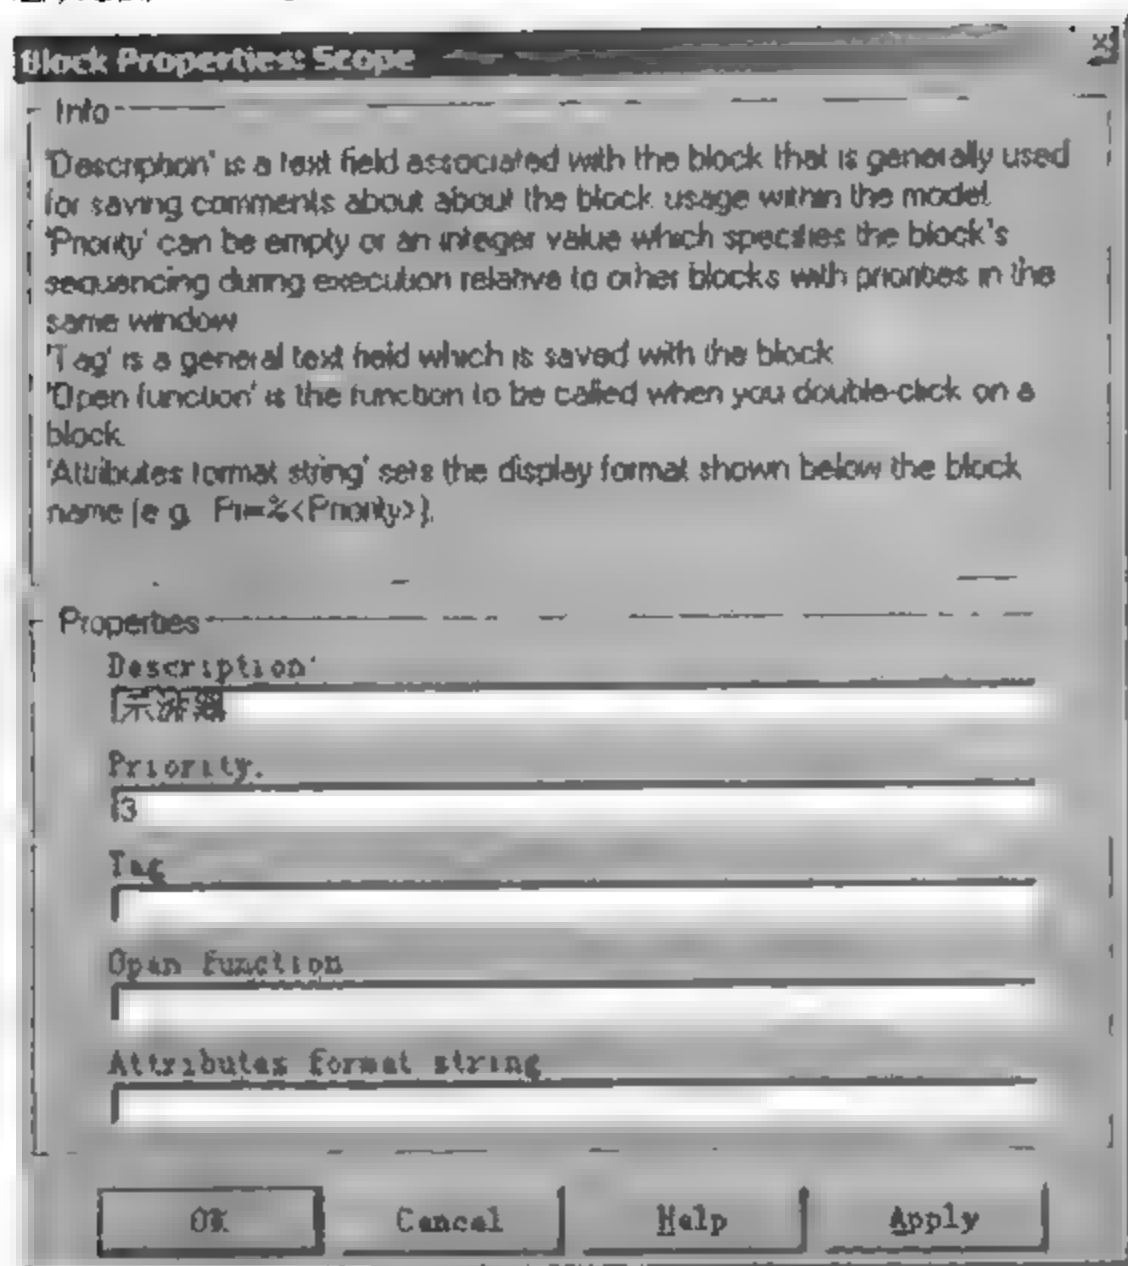 Block Properties: Scope
Info
'Description' is a text field associated with the block that is generally used
for saving comments about about the block usage within the model.
'Priority' can be empty or an integer value which specifies the block's
sequencing during execution relative to other blocks with priorities in the
same window
'Tag' is a general text field which is saved with the block
'Open function' is the function to be called when you double-click on a
block.
'Attributes format string' sets the display format shown below the block
name (e.g. Pri=%<Priority>).
Properties
Description:
示波器
Priority.
3
Tag
Open function
Attributes format string
OK
Cancel
Help
Apply